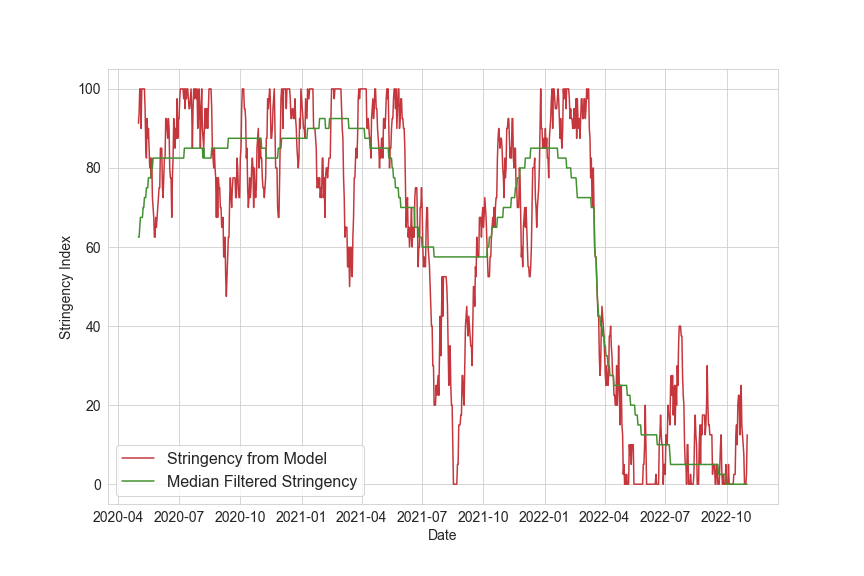 100
80
60
40
20
0
Stringency Index
Stringency from Model
Median Filtered Stringency
2020-04 2020-07 2020-10 2021-01 2021-04 2021-07 2021-10 2022-01 2022-04 2022-07 2022-10
Date